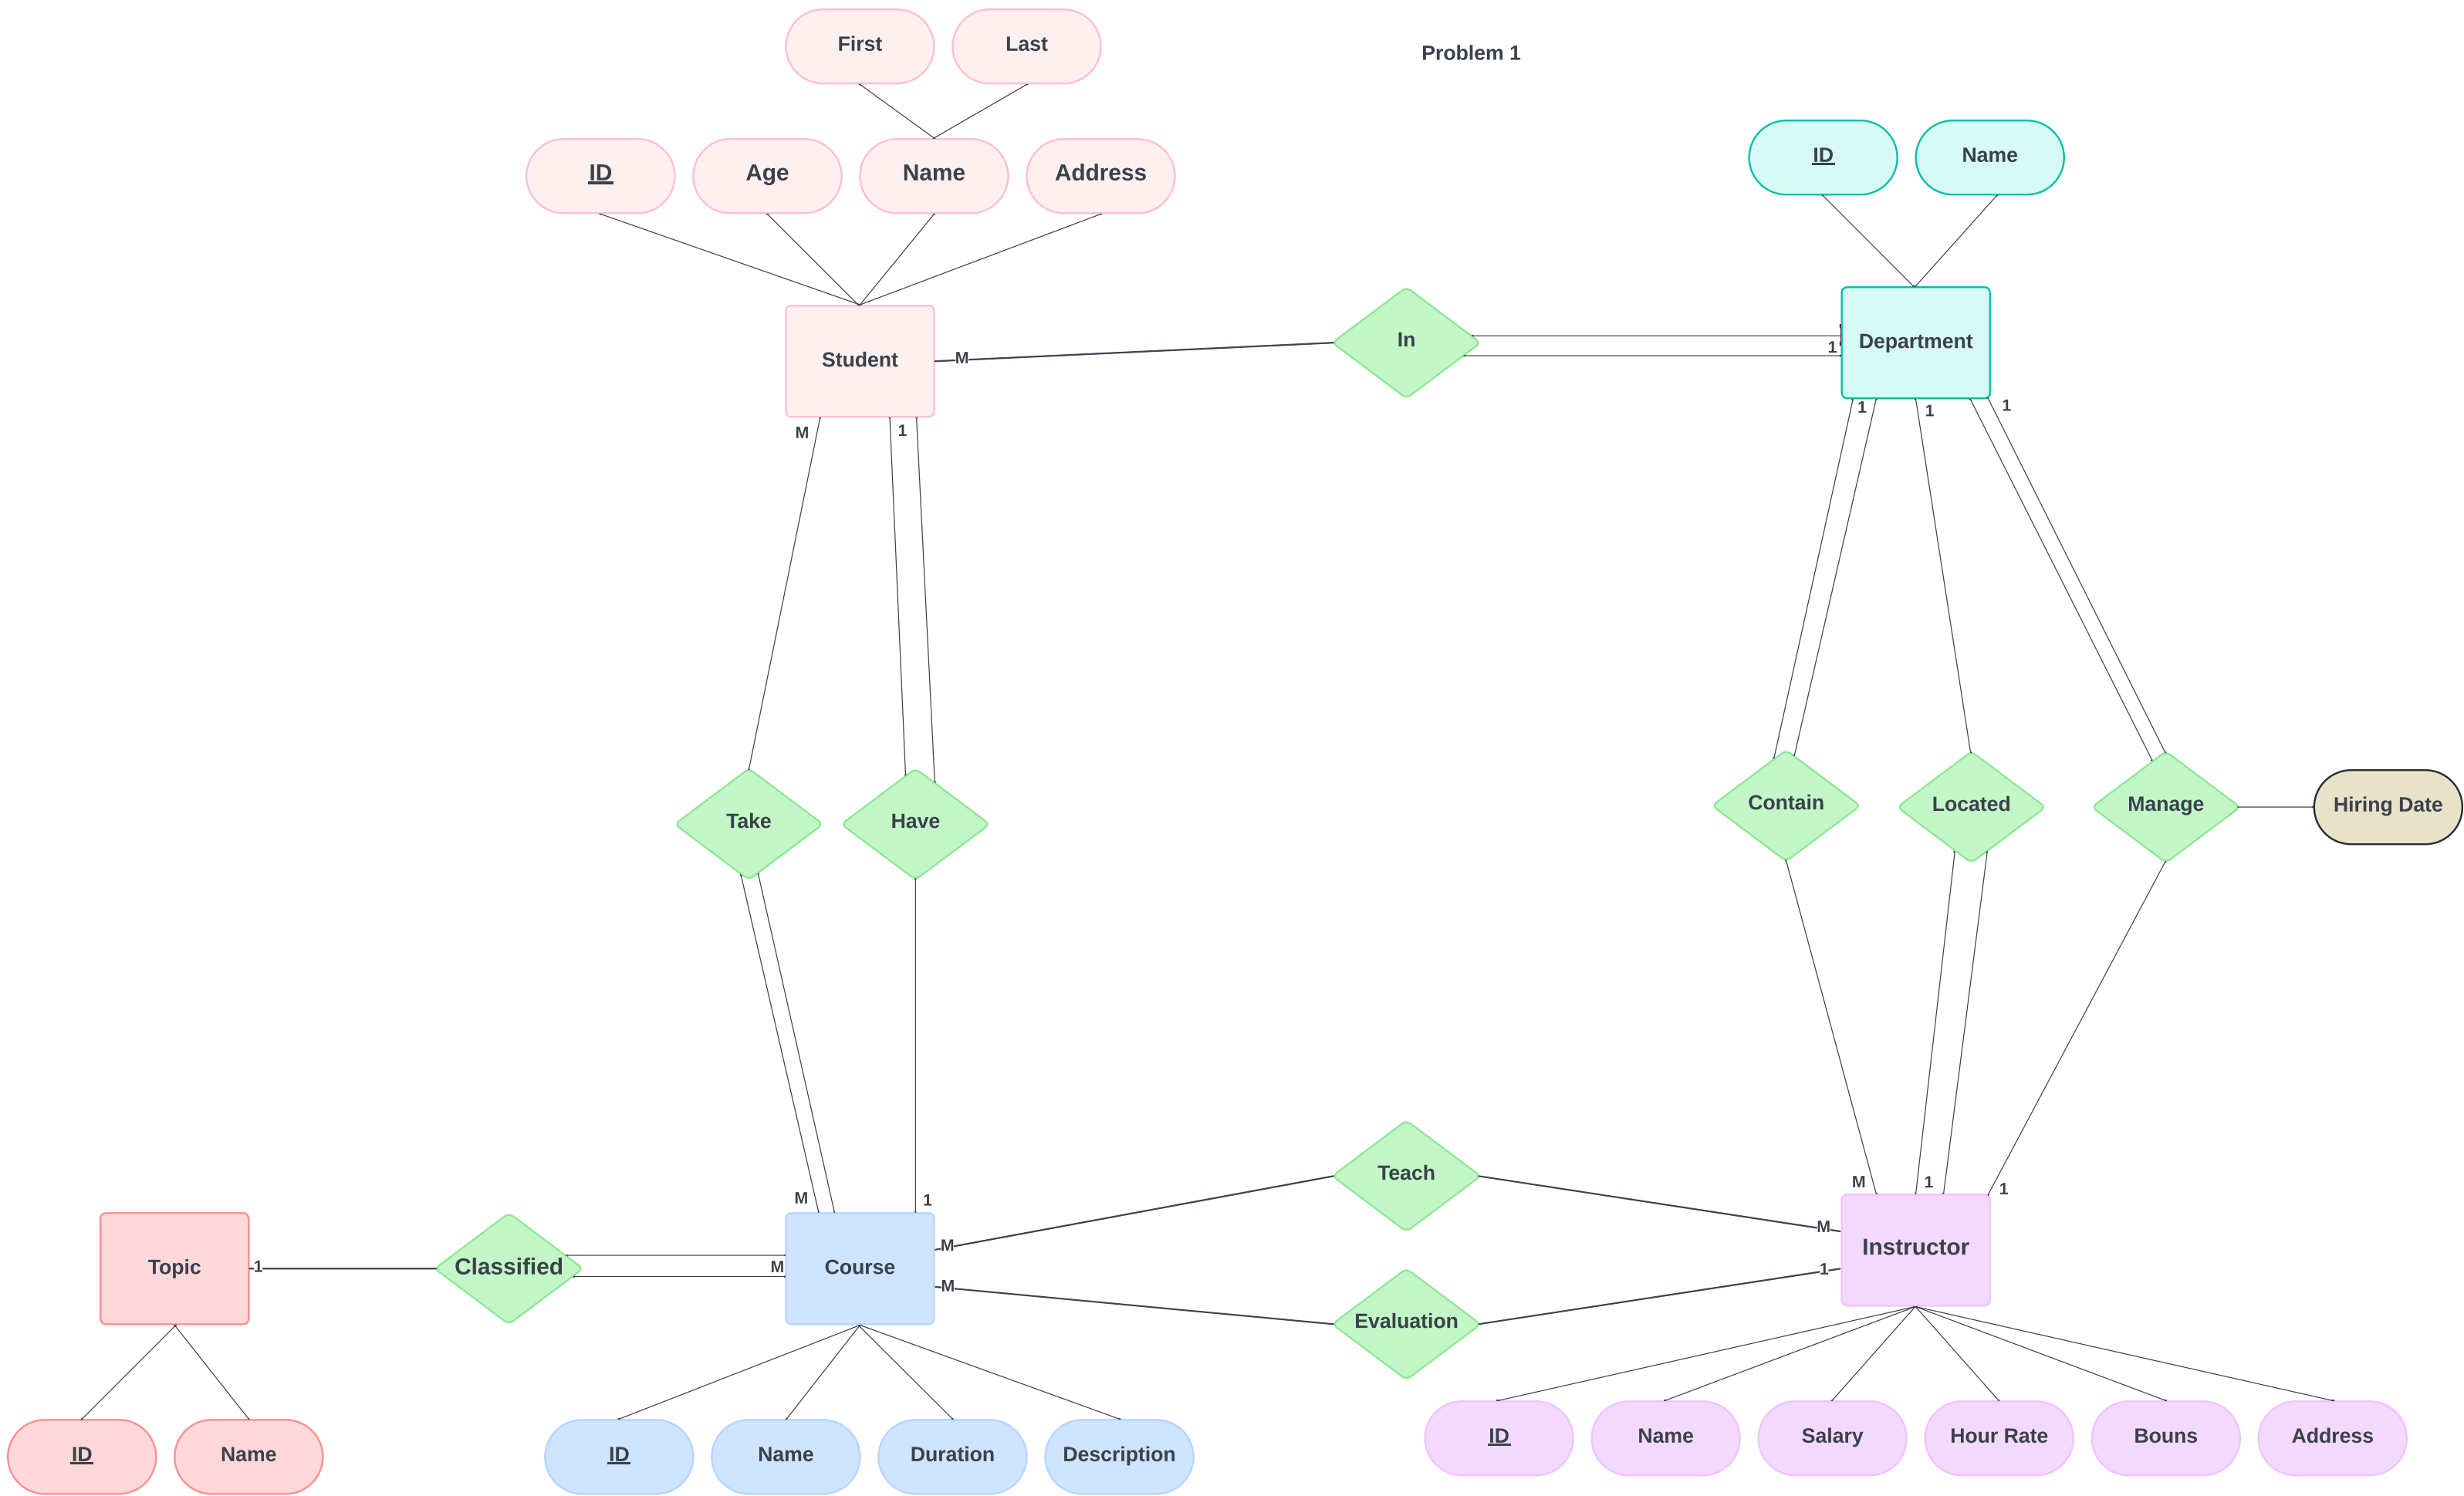 First
Last
Problem 1
ID
Name
ID
Age
Name
Address
Student
M
In
1
Department
M
1
1
1
1
Take
Have
Contain
Located
Manage
Hiring Date
M
1
M
1
1
Topic
1
Classified
M
Course
M
M
Teach
Evaluation
M
1
Instructor
ID
Name
ID
Name
Duration
Description
ID
Name
Salary
Hour Rate
Bouns
Address